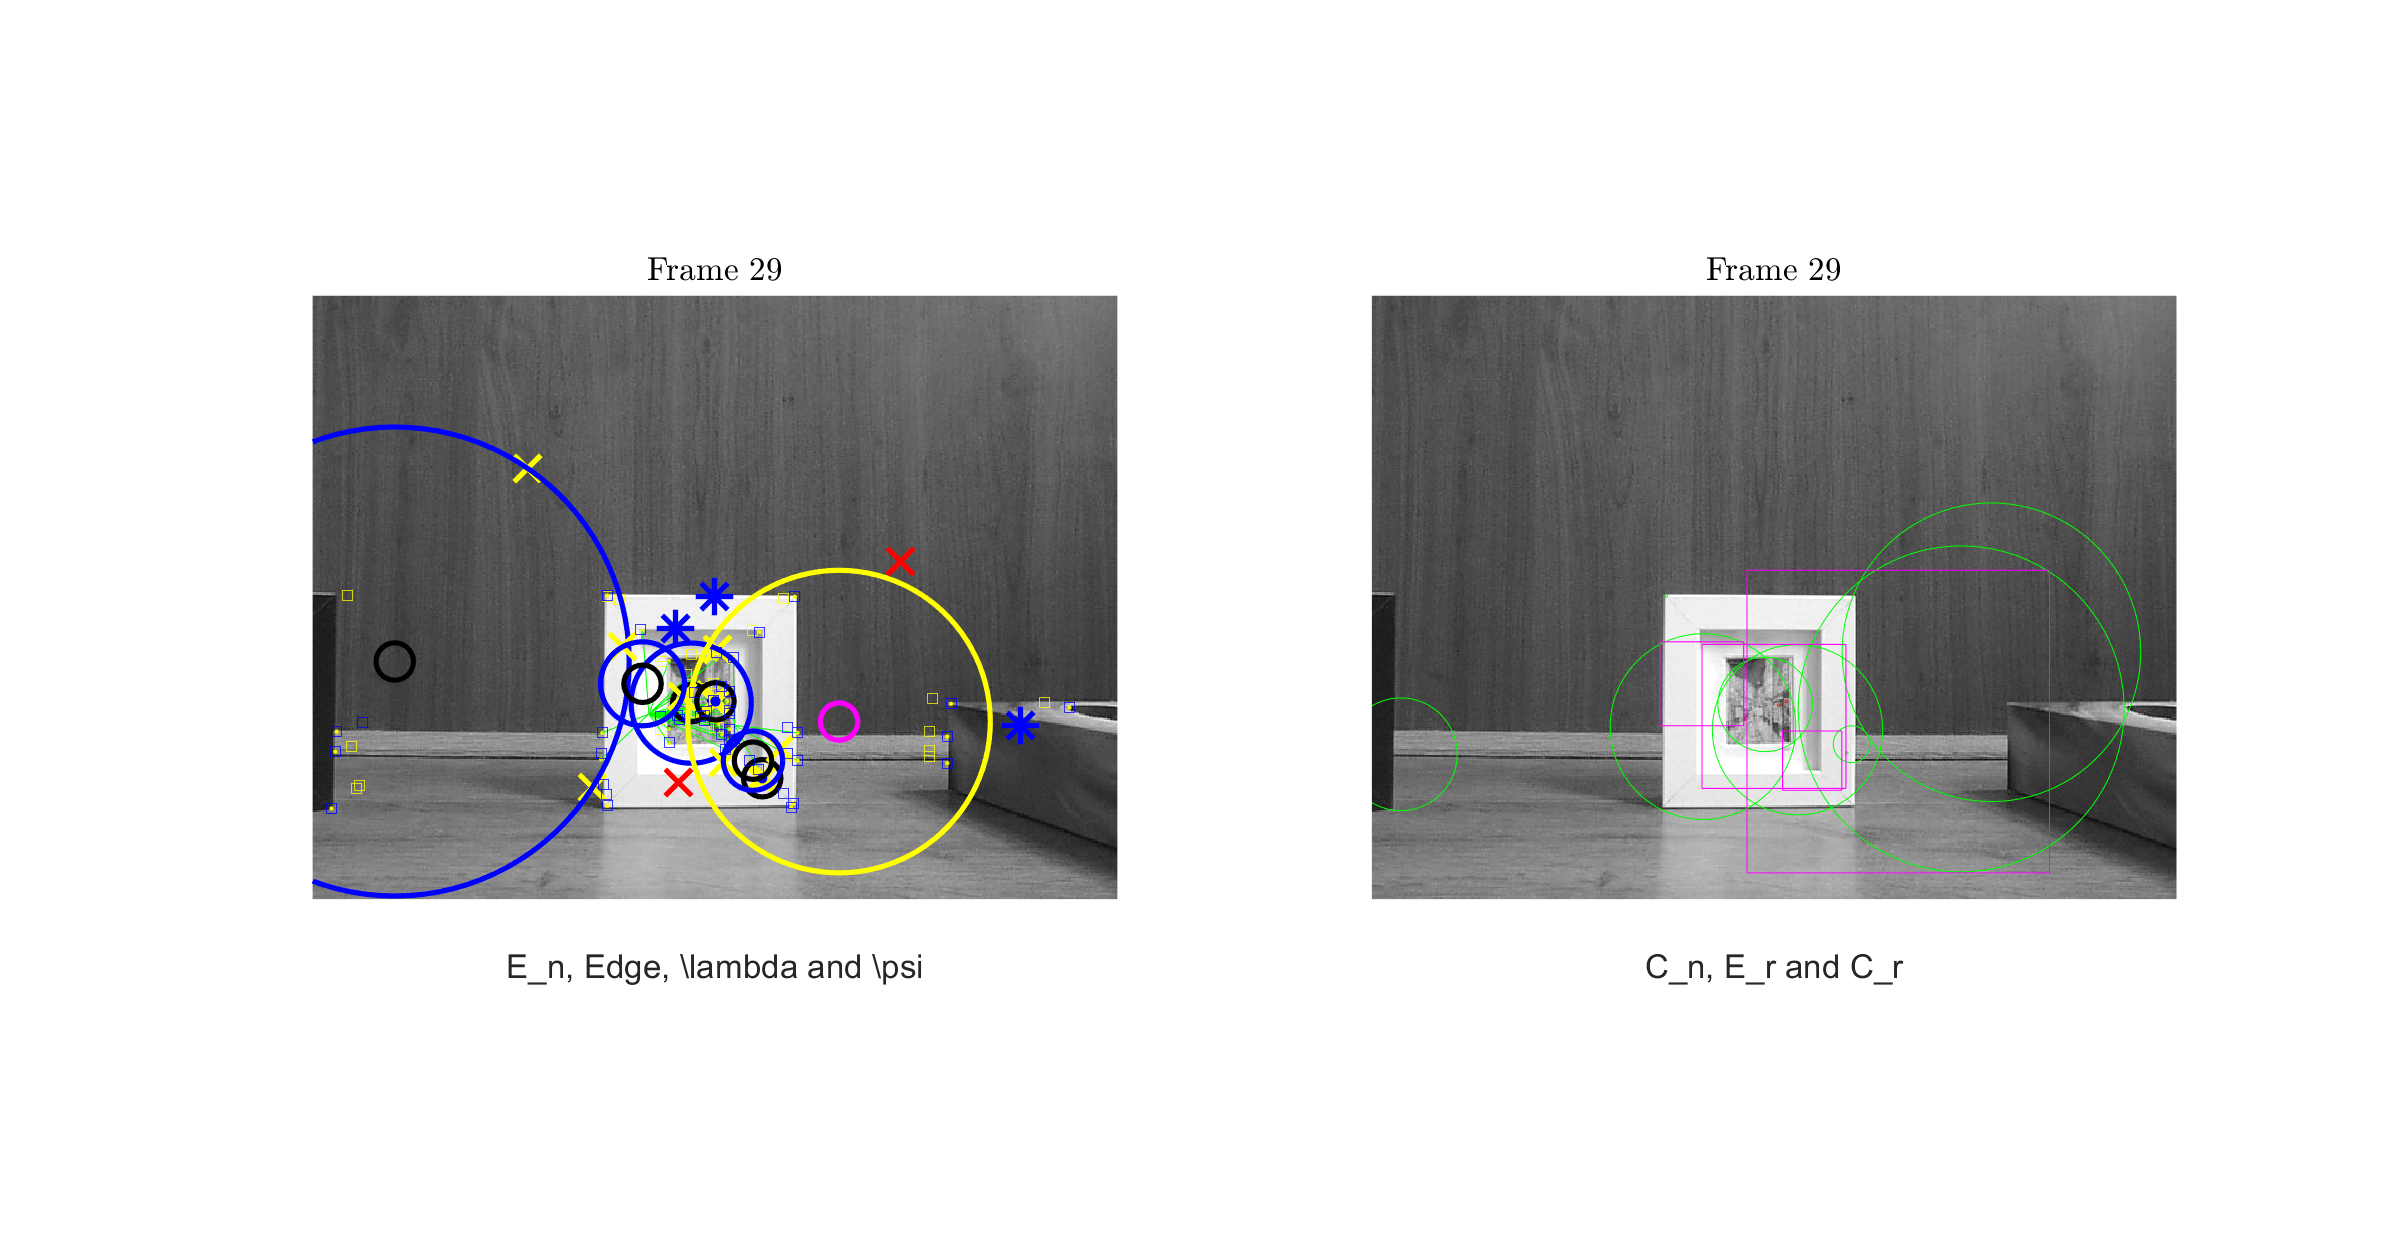 Frame 29
Frame 29
E_n, Edge, \lambda and \psi
C_n, E_r and C_r